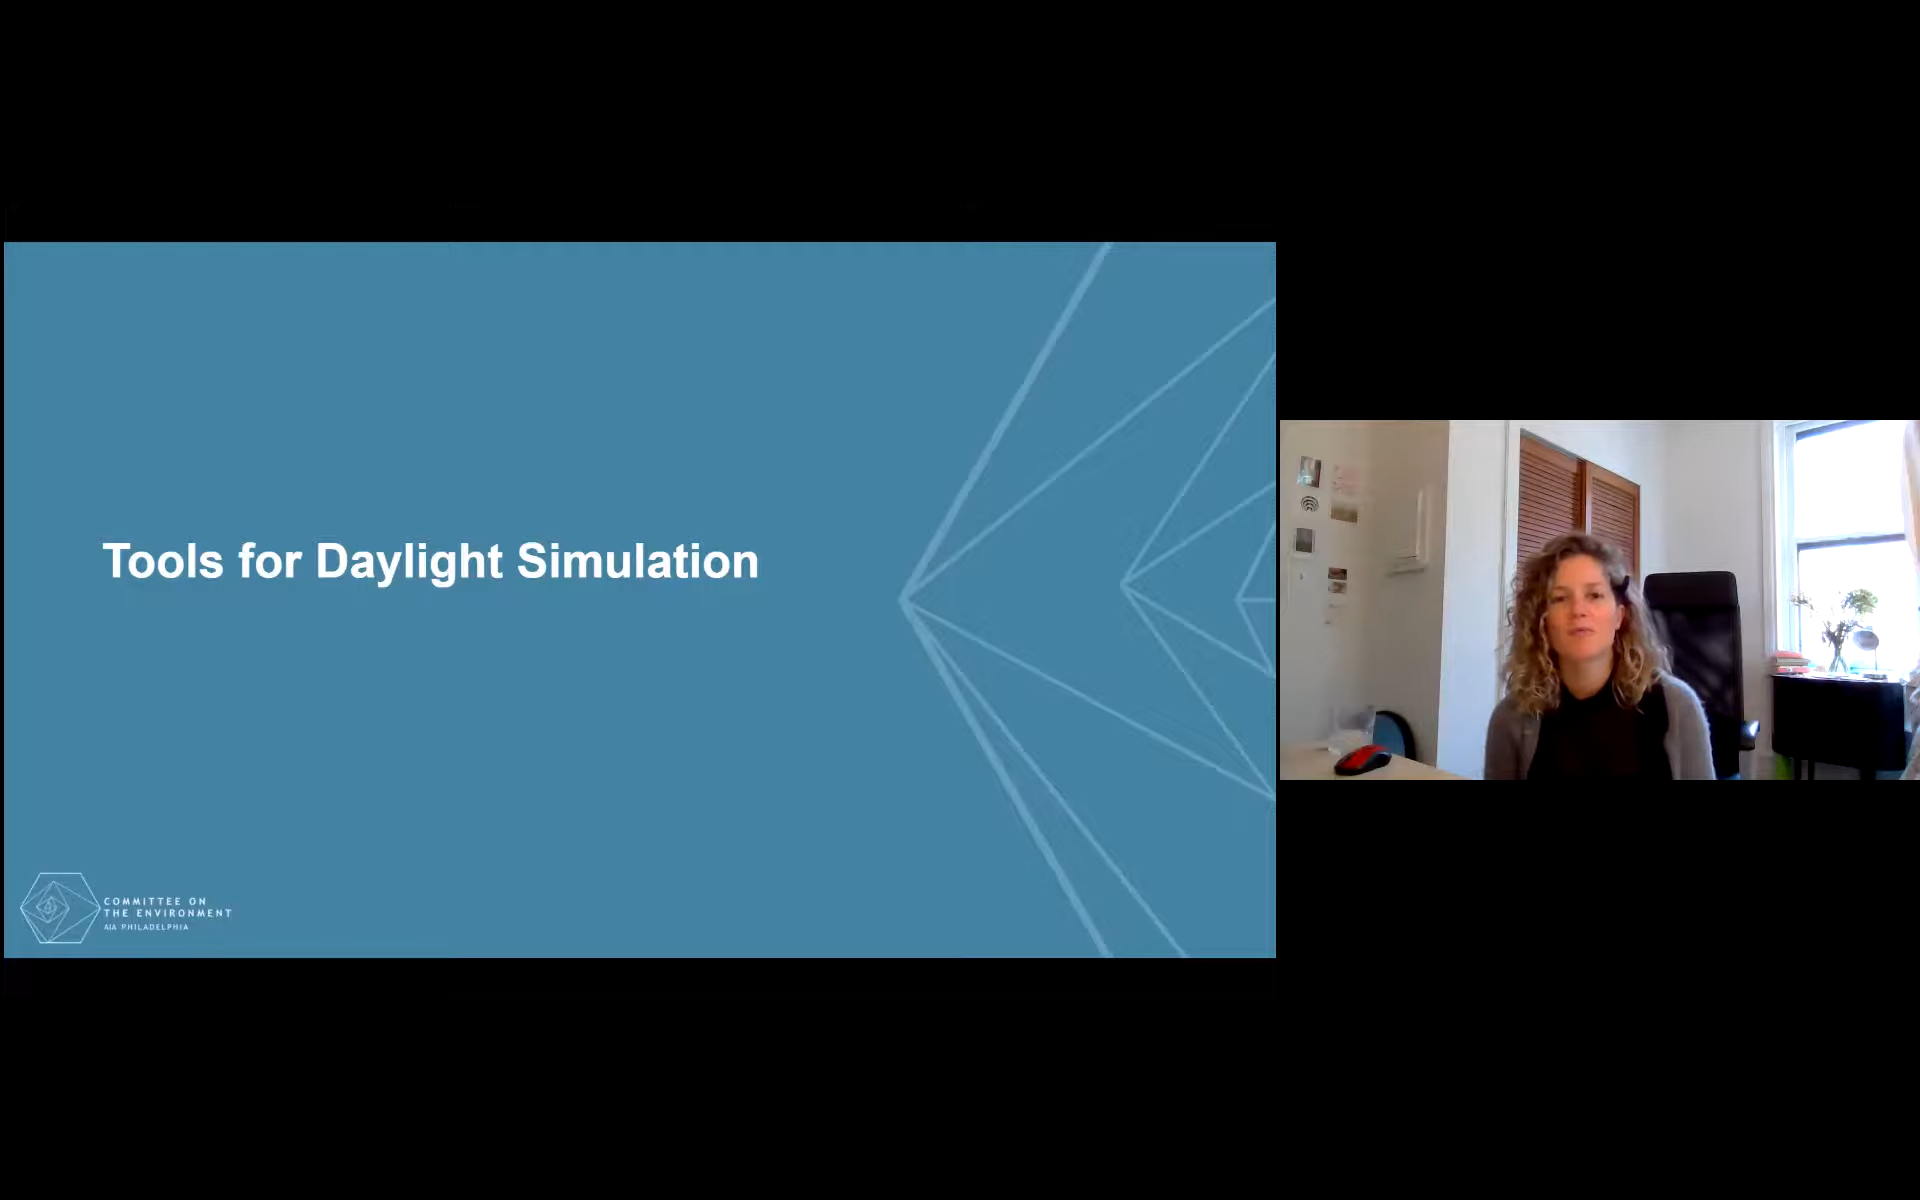 Tools for Daylight Simulation
COMMITTEE ON
THE ENVIRONMENT
AIA PHILADELPHIA